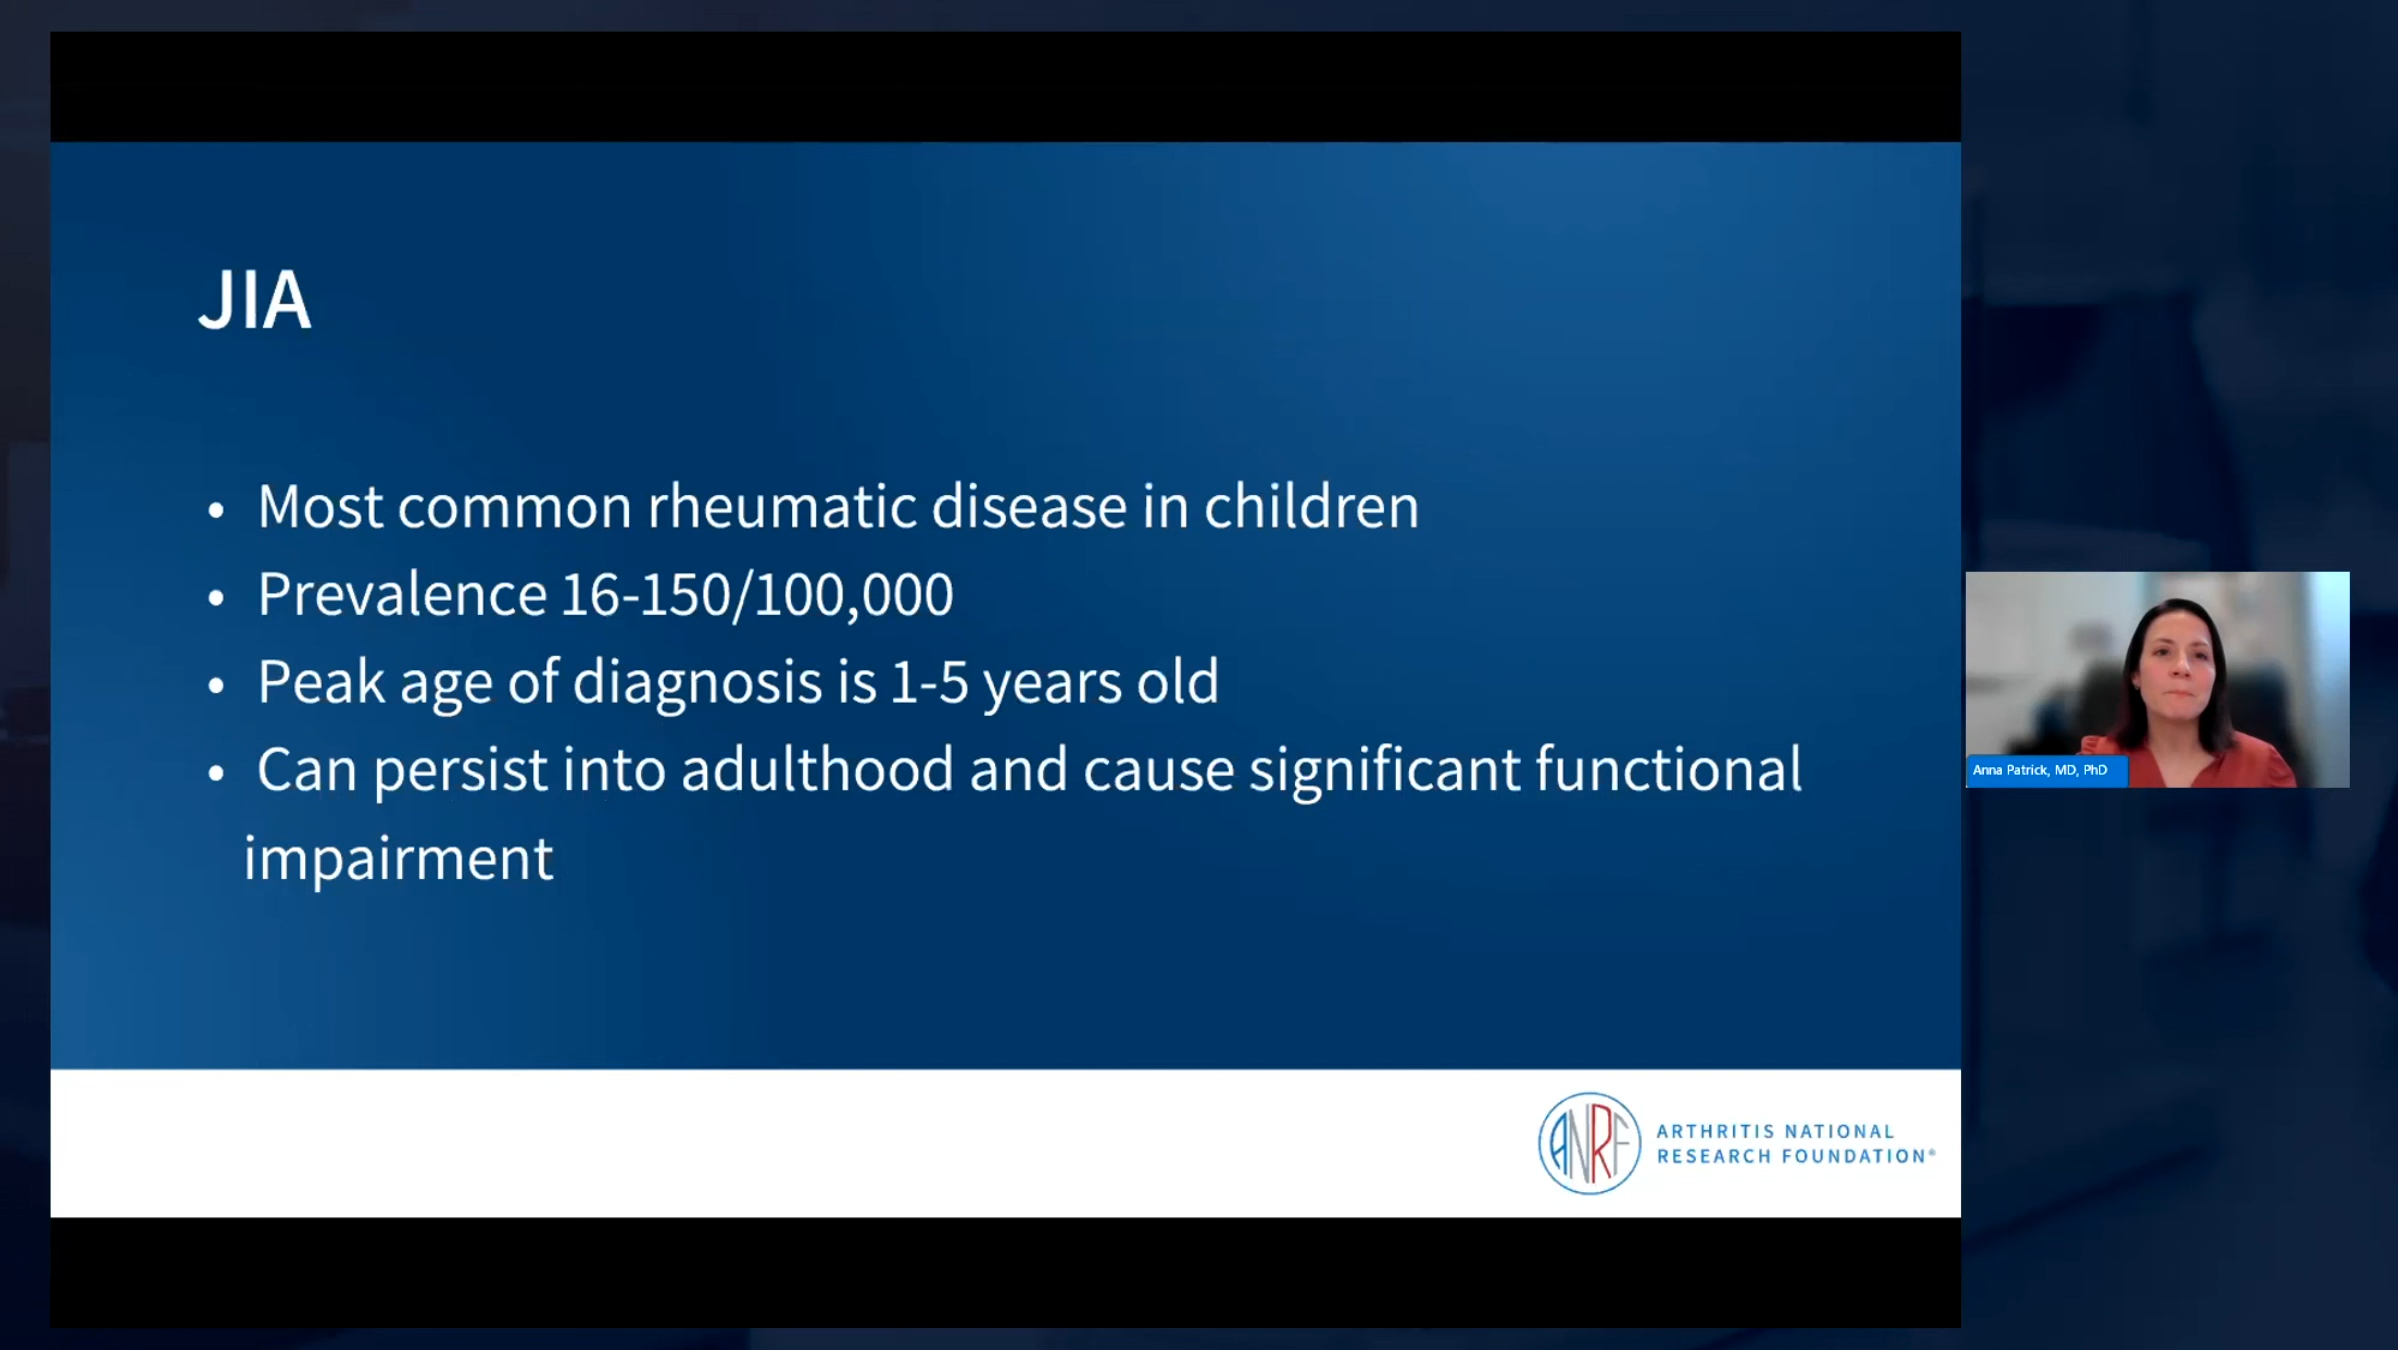 JIA
• Most common rheumatic disease in children
• Prevalence 16-150/100,000
• Peak age of diagnosis is 1-5 years old
• Can persist into adulthood and cause significant functional
impairment
Anna Patrick, MD, PhD
ANRF
ARTHRITIS NATIONAL
RESEARCH FOUNDATION®